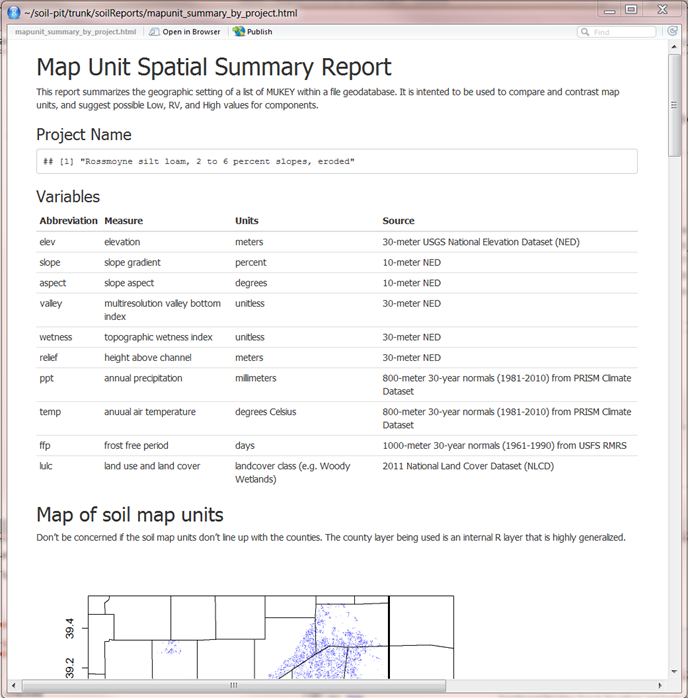 ~/soil-pit/trunk/soilReports/mapunit_summary_by_project.html
mapunit_summary_by_project.html Open in Browser Publish Find
Map Unit Spatial Summary Report
This report summarizes the geographic setting of a list of MUKEY within a file geodatabase. It is intented to be used to compare and contrast map
units, and suggest possible Low, RV, and High values for components.
Project Name
## [1] "Rossmoyne silt loam, 2 to 6 percent slopes, eroded"
Variables
Abbreviation Measure Units Source
elev elevation meters 30-meter USGS National Elevation Dataset (NED)
slope slope gradient percent 10-meter NED
aspect slope aspect degrees 10-meter NED
valley multiresolution valley bottom index unitless 30-meter NED
wetness topographic wetness index unitless 30-meter NED
relief height above channel meters 30-meter NED
ppt annual precipitation millimeters 800-meter 30-year normals (1981-2010) from PRISM Climate Dataset
temp anuual air temperature degrees Celsius 800-meter 30-year normals (1981-2010) from PRISM Climate Dataset
ffp frost free period days 1000-meter 30-year normals (1961-1990) from USFS RMRS
lulc land use and land cover landcover class (e.g. Woody Wetlands) 2011 National Land Cover Dataset (NLCD)
Map of soil map units
Don't be concerned if the soil map units don't line up with the counties. The county layer being used is an internal R layer that is highly generalized.
39.4
39.2